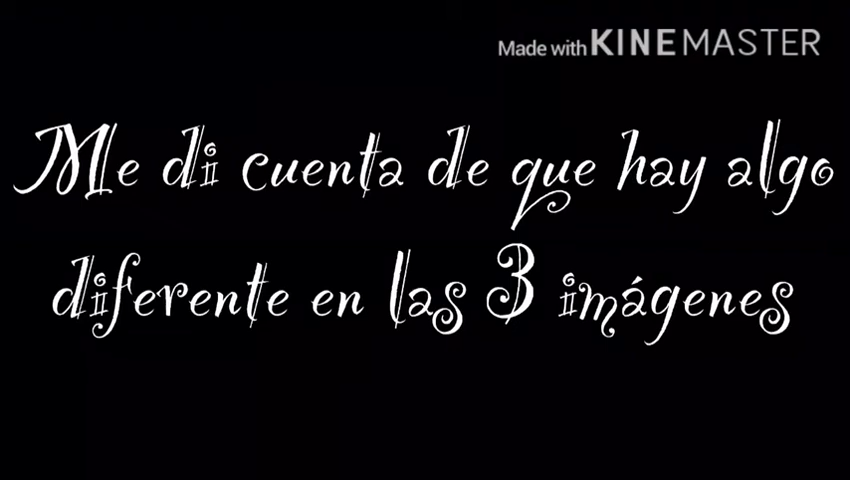 Made with KINEMASTER
Me di cuenta de que hay algo
diferente en las 3 imágenes